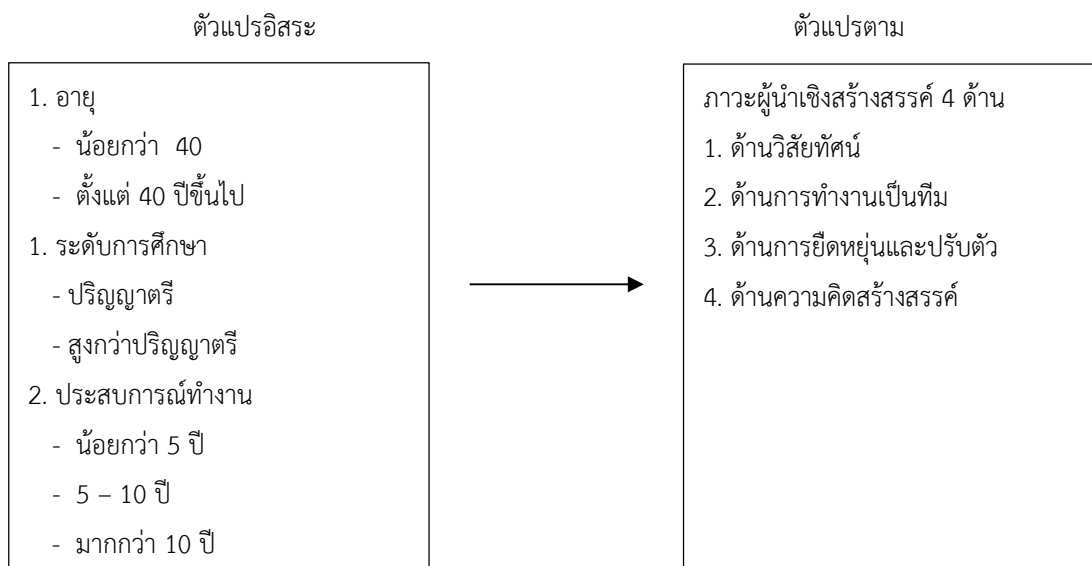 ตัวแปรอิสระ
ตัวแปรตาม
1. อายุ
- น้อยกว่า 40
- ตั้งแต่ 40 ปีขึ้นไป
1. ระดับการศึกษา
- ปริญญาตรี
- สูงกว่าปริญญาตรี
2. ประสบการณ์ทำงาน
- น้อยกว่า 5 ปี
- 5 – 10 ปี
- มากกว่า 10 ปี
ภาวะผู้นำเชิงสร้างสรรค์ 4 ด้าน
1. ด้านวิสัยทัศน์
2. ด้านการทำงานเป็นทีม
3. ด้านการยืดหยุ่นและปรับตัว
4. ด้านความคิดสร้างสรรค์